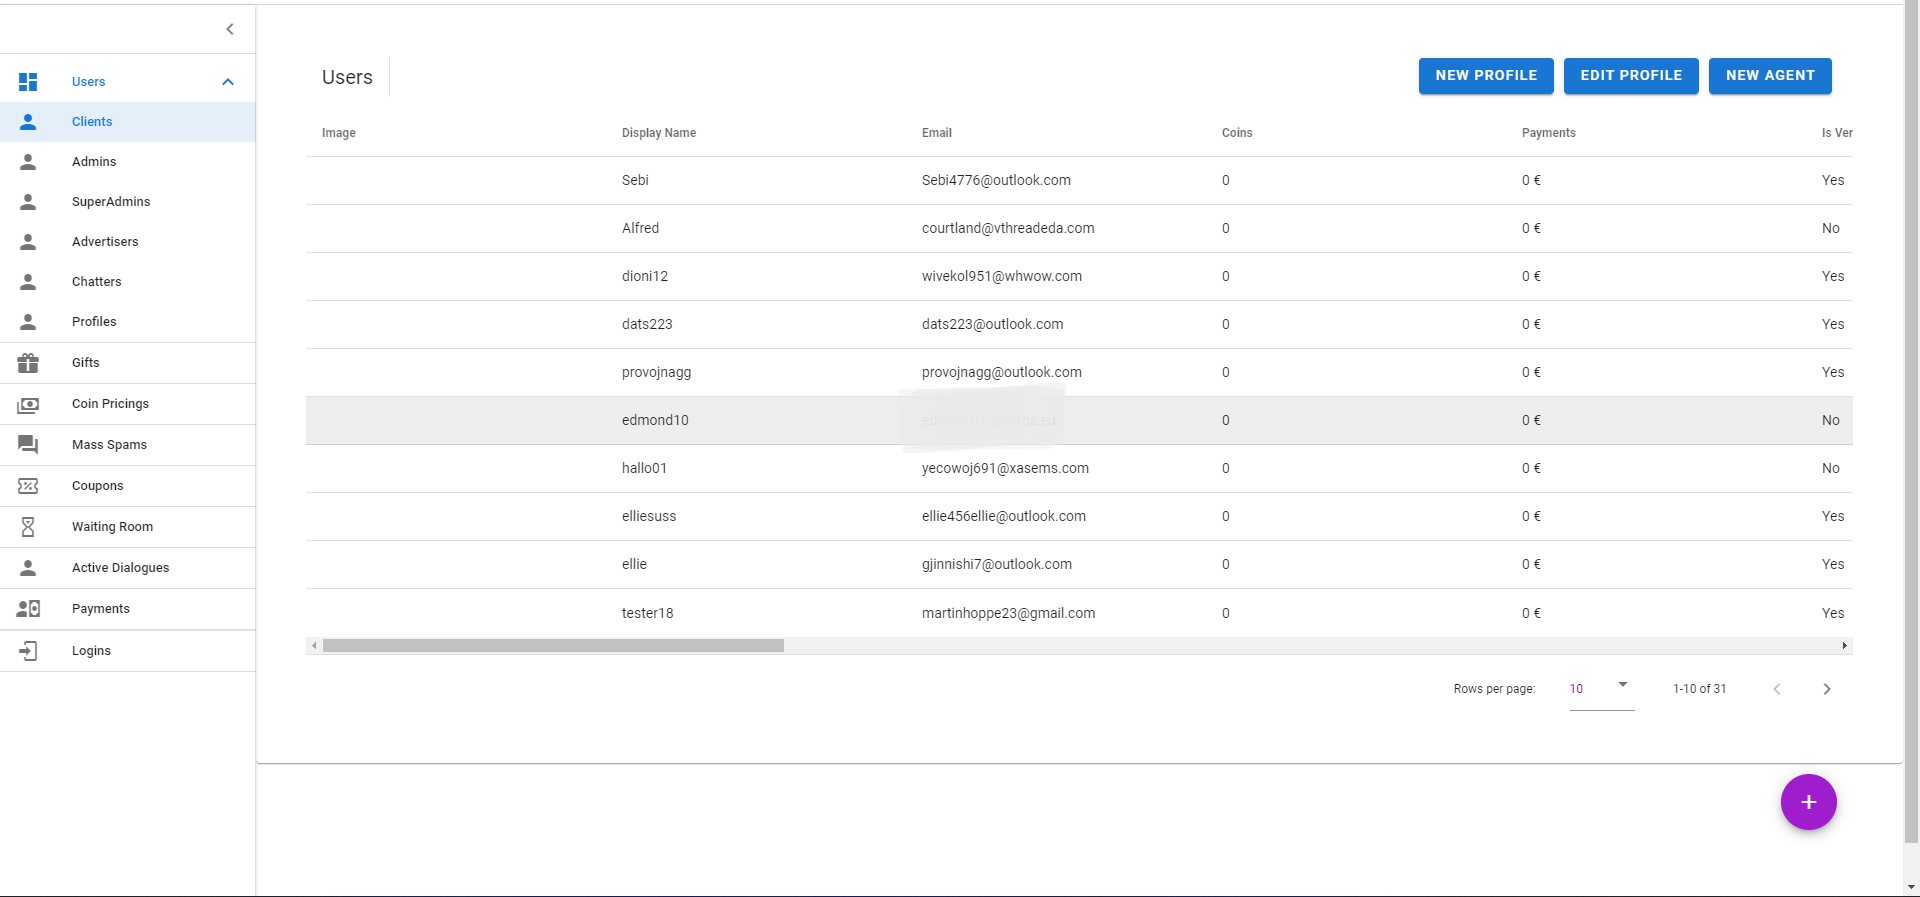 Users
Clients
Admins
SuperAdmins
Advertisers
Chatters
Profiles
Gifts
Coin Pricings
Mass Spams
Coupons
Waiting Room
Active Dialogues
Payments
Logins
Users
NEW PROFILE EDIT PROFILE NEW AGENT
Image Display Name Email Coins Payments Is Ver
Sebi Sebi4776@outlook.com 0 0 € Yes
Alfred courtland@vthreadeda.com 0 0 € No
dioni12 wivekol951@whwow.com 0 0 € Yes
dats223 dats223@outlook.com 0 0 € Yes
provojnagg provojnagg@outlook.com 0 0 € Yes
edmond10 0 0 € No
hallo01 yecowoj691@xasems.com 0 0 € No
elliesuss ellie456ellie@outlook.com 0 0 € Yes
ellie gjinnishi7@outlook.com 0 0 € Yes
tester18 martinhoppe23@gmail.com 0 0 € Yes
Rows per page: 10 1-10 of 31